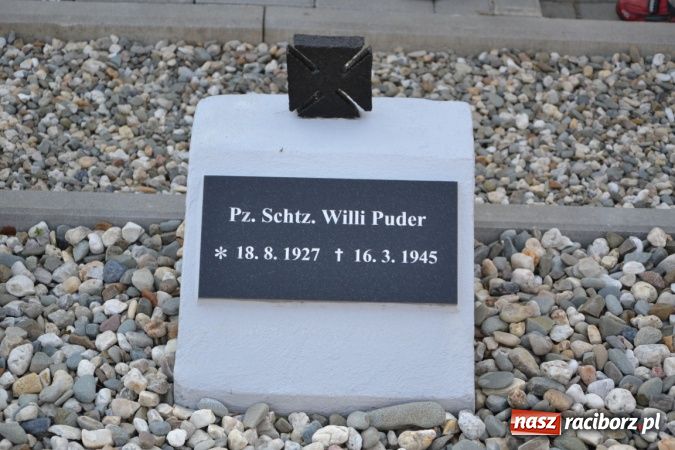 Pz. Schtz. Willi Puder
* 18. 8. 1927 † 16. 3. 1945
nasz raciborz.pl